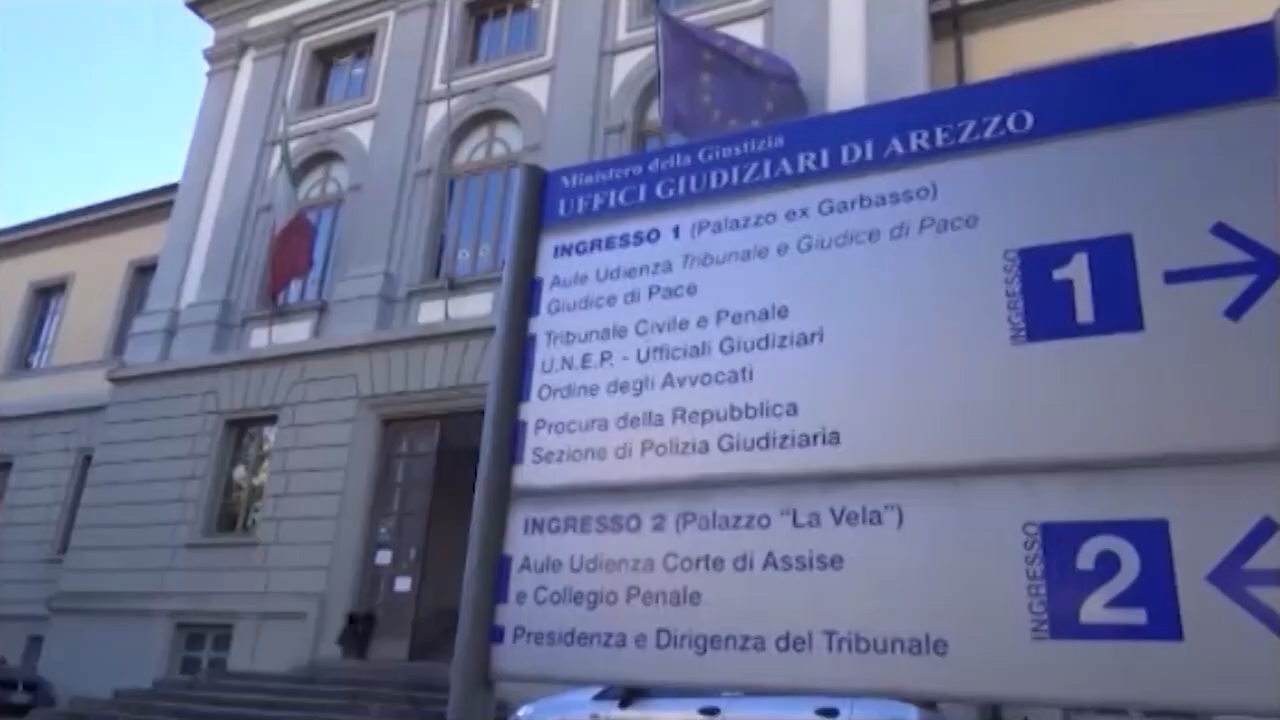 Ministero della Giustizia
UFFICI GIUDIZIARI DI AREZZO
INGRESSO 1 (Palazzo ex Garbasso)
Aule Udienza Tribunale e Giudice di Pace
Giudice di Pace
Tribunale Civile e Penale
U.N.E.P. - Ufficiali Giudiziari
Ordine degli Avvocati
Procura della Repubblica
Sezione di Polizia Giudiziaria
INGRESSO
1
INGRESSO 2 (Palazzo "La Vela")
Aule Udienza Corte di Assise
e Collegio Penale
Presidenza e Dirigenza del Tribunale
INGRESSO
2